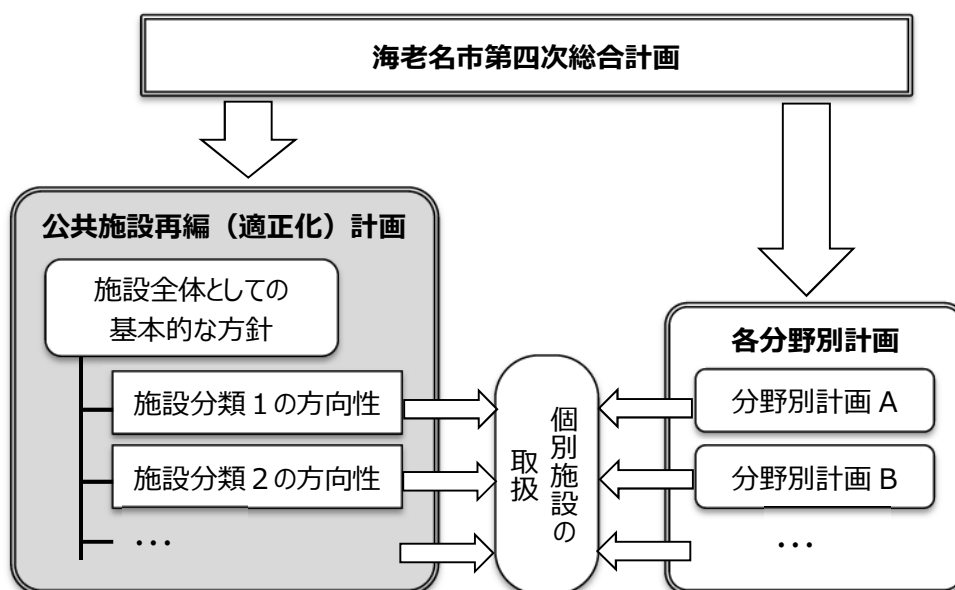 海老名市第四次総合計画
公共施設再編（適正化）計画
施設全体としての
基本的な方針
施設分類１の方向性
施設分類２の方向性
…
個別施設の
取扱
各分野別計画
分野別計画 A
分野別計画 B
…